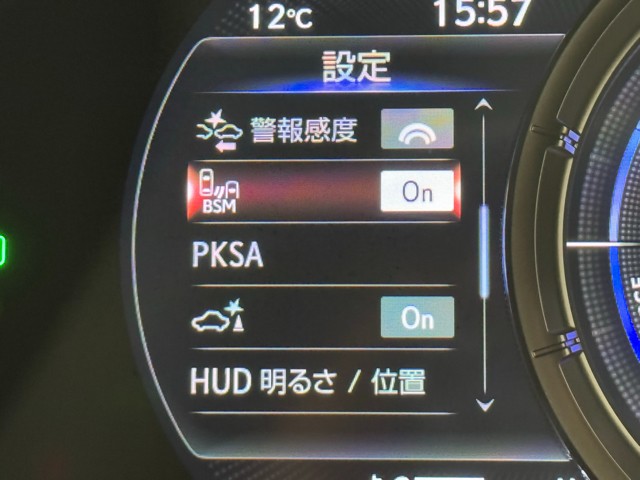 12℃
15:57
設定
警報感度
BSM On
PKSA
On
HUD 明るさ / 位置